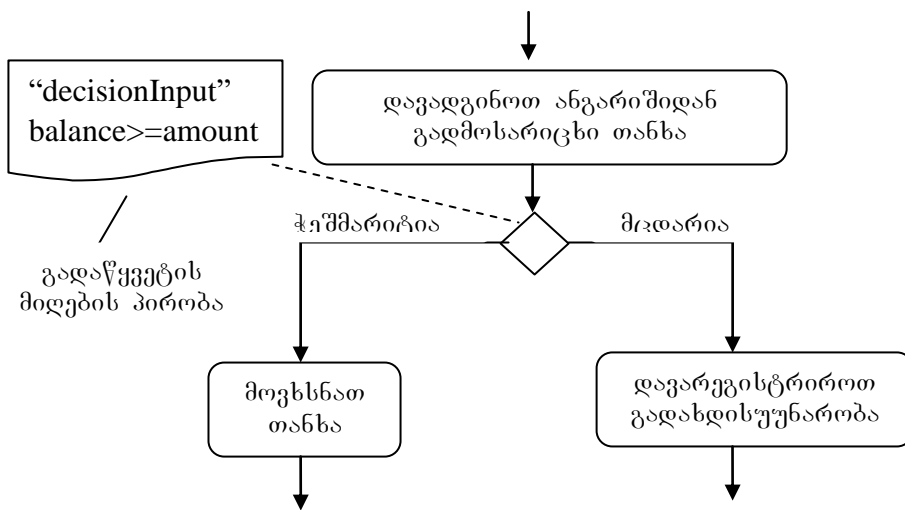 “decisionInput”
balance>=amount
დავადგინოთ ანგარიშიდან
გადმოსარიცხი თანხა
ჭეშმარიტია
მცდარია
გადაწყვეტის
მიღების პირობა
მოვხსნათ
თანხა
დავარეგისტრიროთ
გადახდისუუნარობა